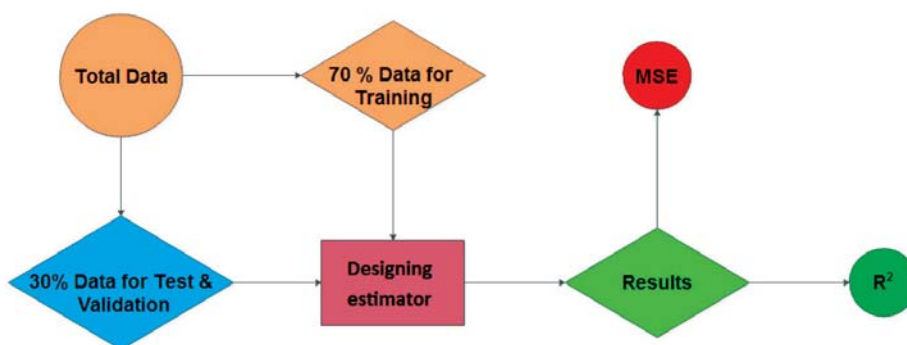 Total Data
70 % Data for
Training
MSE
30% Data for Test &
Validation
Designing
estimator
Results
R²